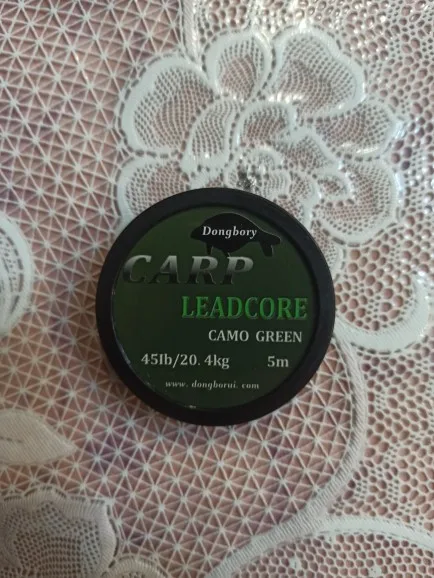 Dongbory
CARP
LEADCORE
CAMO GREEN
45lb/20.4kg 5m
www.dongborui.com